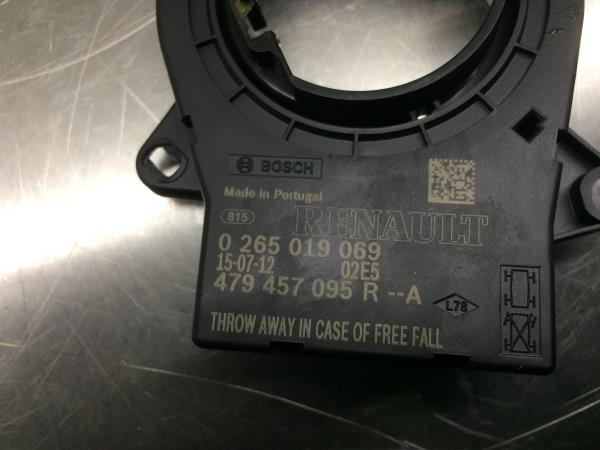 BOSCH
Made in Portugal
815
RENAULT
0 265 019 069
15-07-12 02E5
479 457 095 R --A
L78
THROW AWAY IN CASE OF FREE FALL